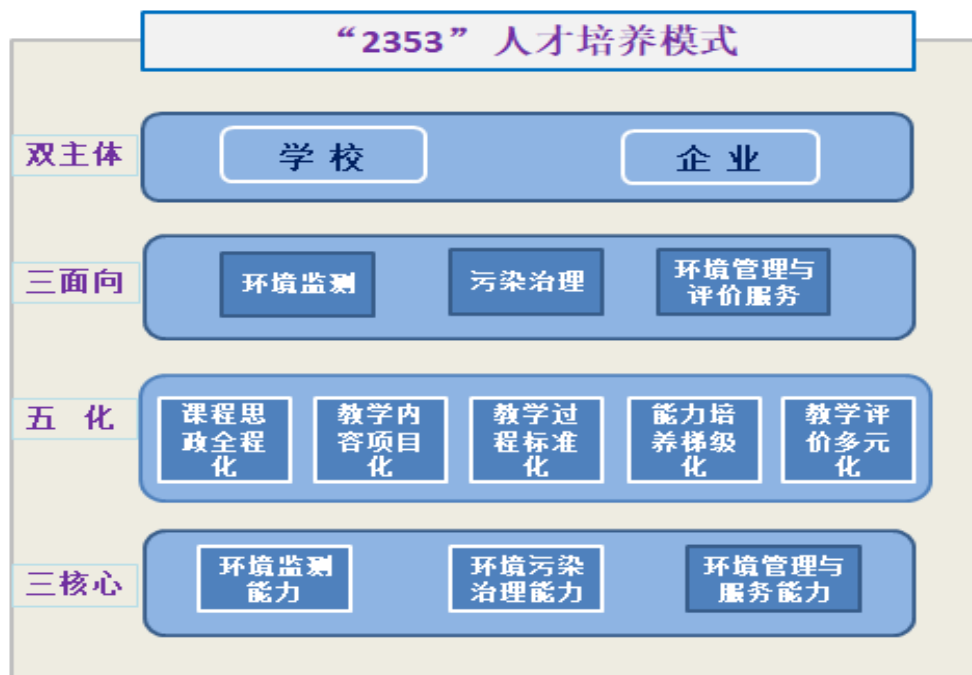 “2353”人才培养模式
双主体
学校
企业
三面向
环境监测
污染治理
环境管理与
评价服务
五 化
课程思
政全程
化
教学内
容项目
化
教学过
程标准
化
能力培
养梯级
化
教学评
价多元
化
三核心
环境监测
能力
环境污染
治理能力
环境管理与
服务能力